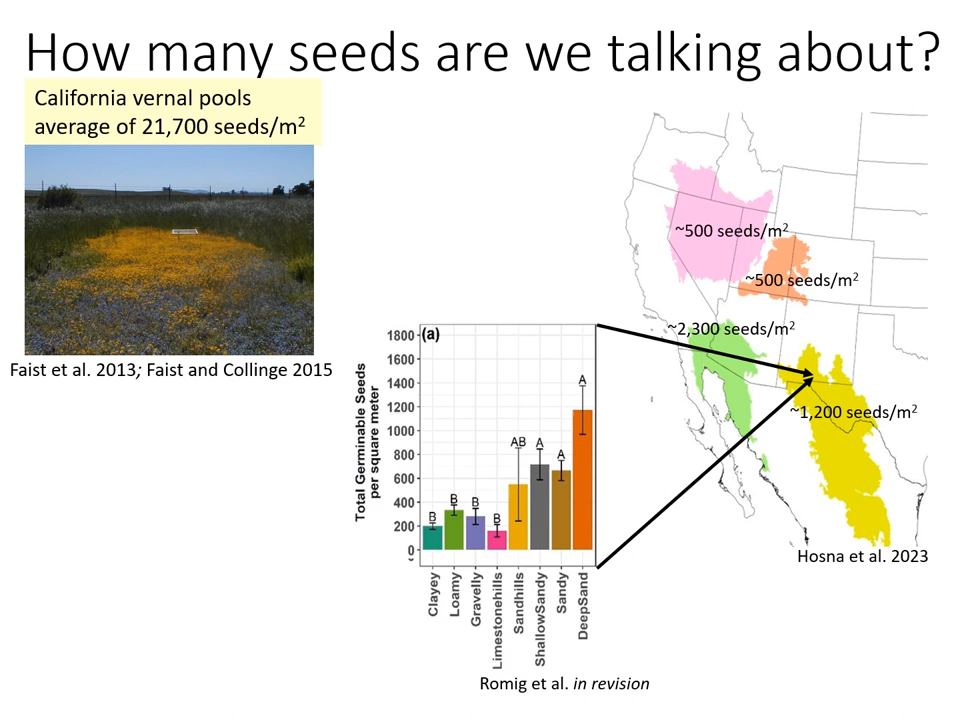 How many seeds are we talking about?
California vernal pools
average of 21,700 seeds/m²
Faist et al. 2013; Faist and Collinge 2015
~500 seeds/m²
~500 seeds/m²
~2,300 seeds/m²
~1,200 seeds/m²
Hosna et al. 2023
(a)
Total Germinable Seeds
per square meter
1800
1600
1400
1200
1000
800
600
400
200
0
B
B
B
B
AB
A
A
A
Clayey
Loamy
Gravelly
Limestonehills
Sandhills
ShallowSandy
Sandy
DeepSand
Romig et al. in revision